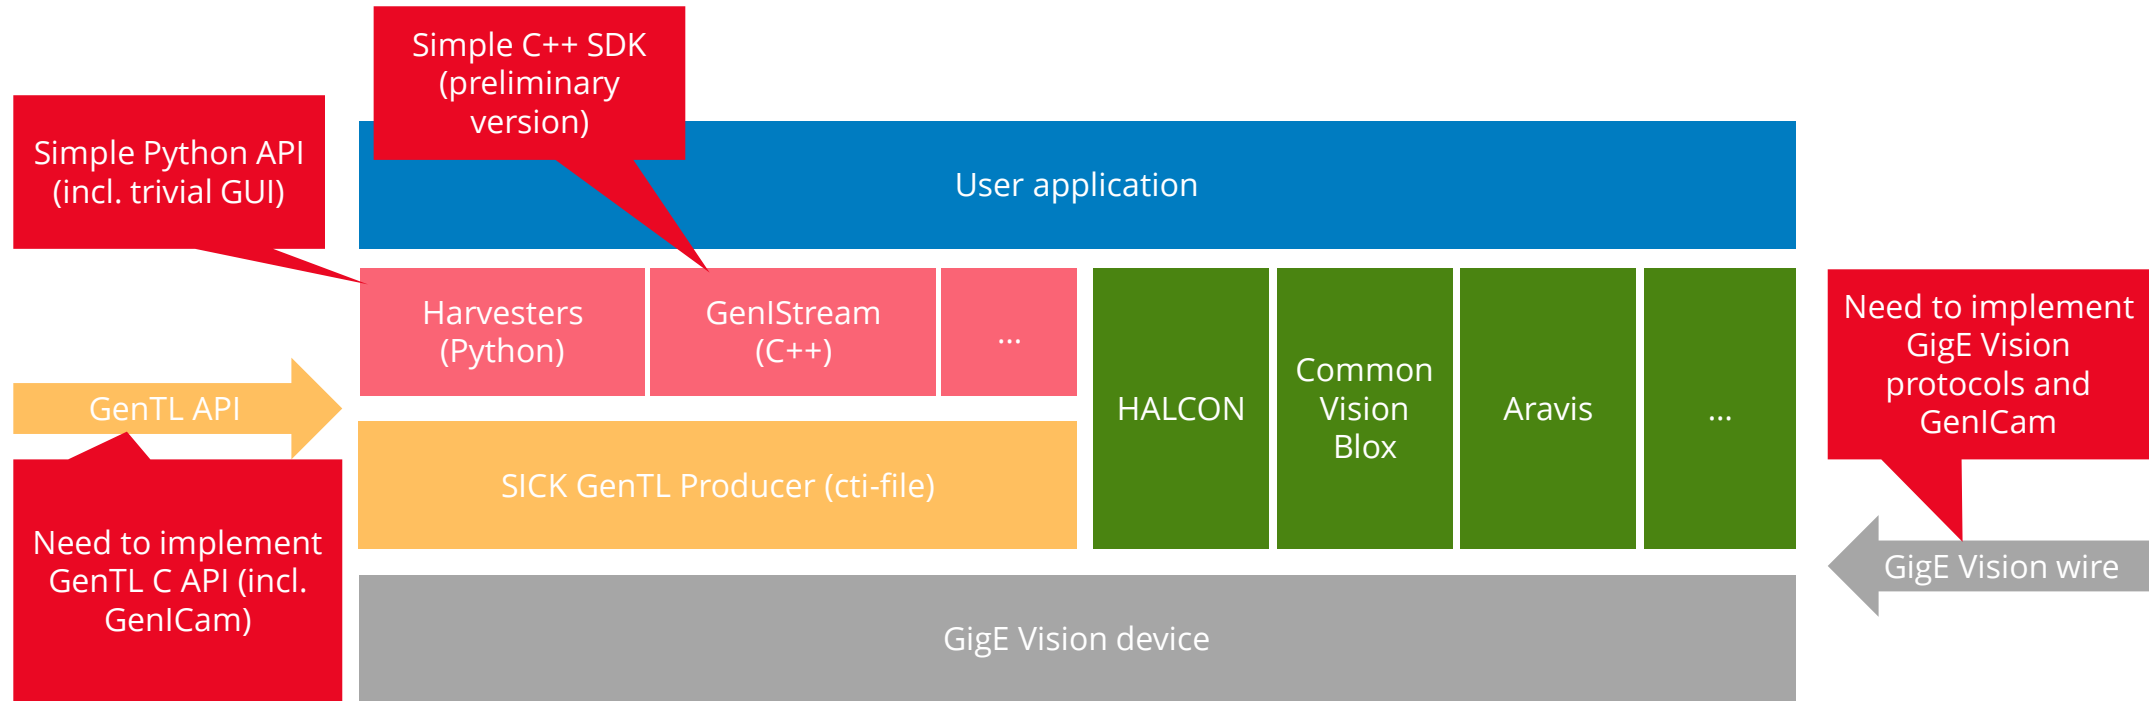 Simple C++ SDK
(preliminary
version)
Simple Python API
(incl. trivial GUI)
User application
Harvesters
(Python)
GenIStream
(C++)
...
HALCON
Common
Vision
Blox
Aravis
...
Need to implement
GigE Vision
protocols and
GenICam
GenTL API
SICK GenTL Producer (cti-file)
Need to implement
GenTL C API (incl.
GenICam)
GigE Vision wire
GigE Vision device